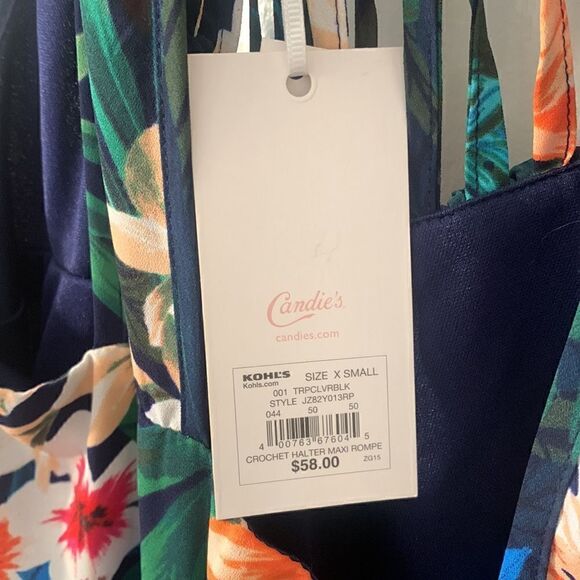 Candie's
candies.com
KOHL'S SIZE X SMALL
Kohls.com
001 TRPCLVRBLK
STYLE JZ82Y013RP
044 50 50
4 00763 67604 5
CROCHET HALTER MAXI ROMPE
$58.00 ZG15